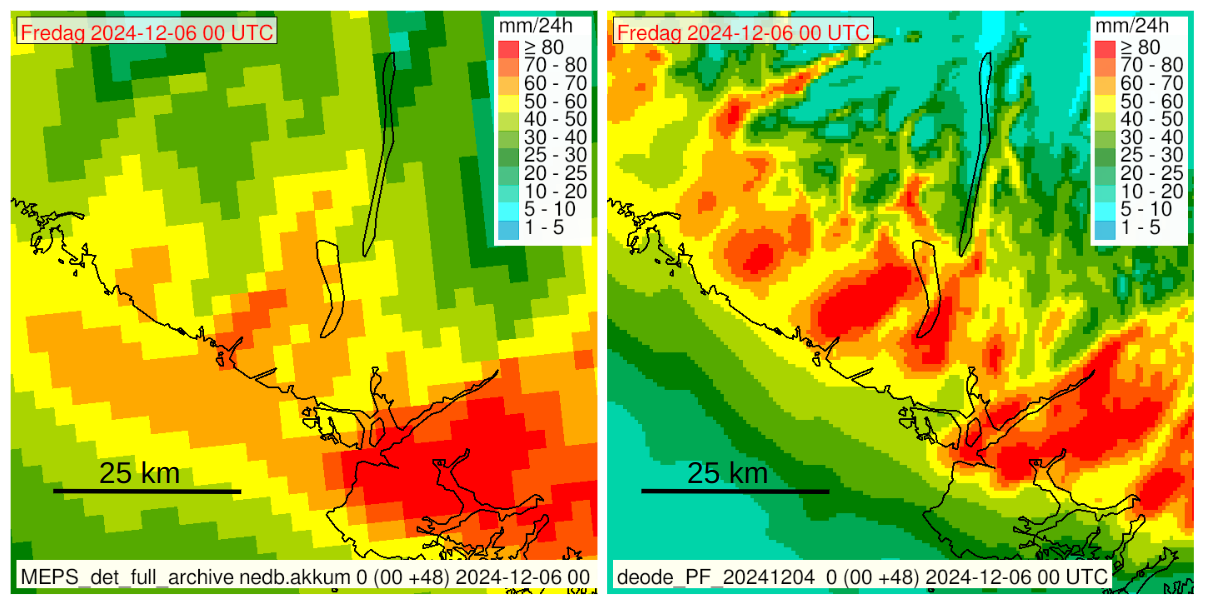 Fredag 2024-12-06 00 UTC
mm/24h
≥ 80
70 - 80
60 - 70
50 - 60
40 - 50
30 - 40
25 - 30
20 - 25
10 - 20
5 - 10
1 - 5
25 km
MEPS_det_full_archive nedb.akkum 0 (00 +48) 2024-12-06 00
Fredag 2024-12-06 00 UTC
mm/24h
≥ 80
70 - 80
60 - 70
50 - 60
40 - 50
30 - 40
25 - 30
20 - 25
10 - 20
5 - 10
1 - 5
25 km
deode_PF_20241204 0 (00 +48) 2024-12-06 00 UTC